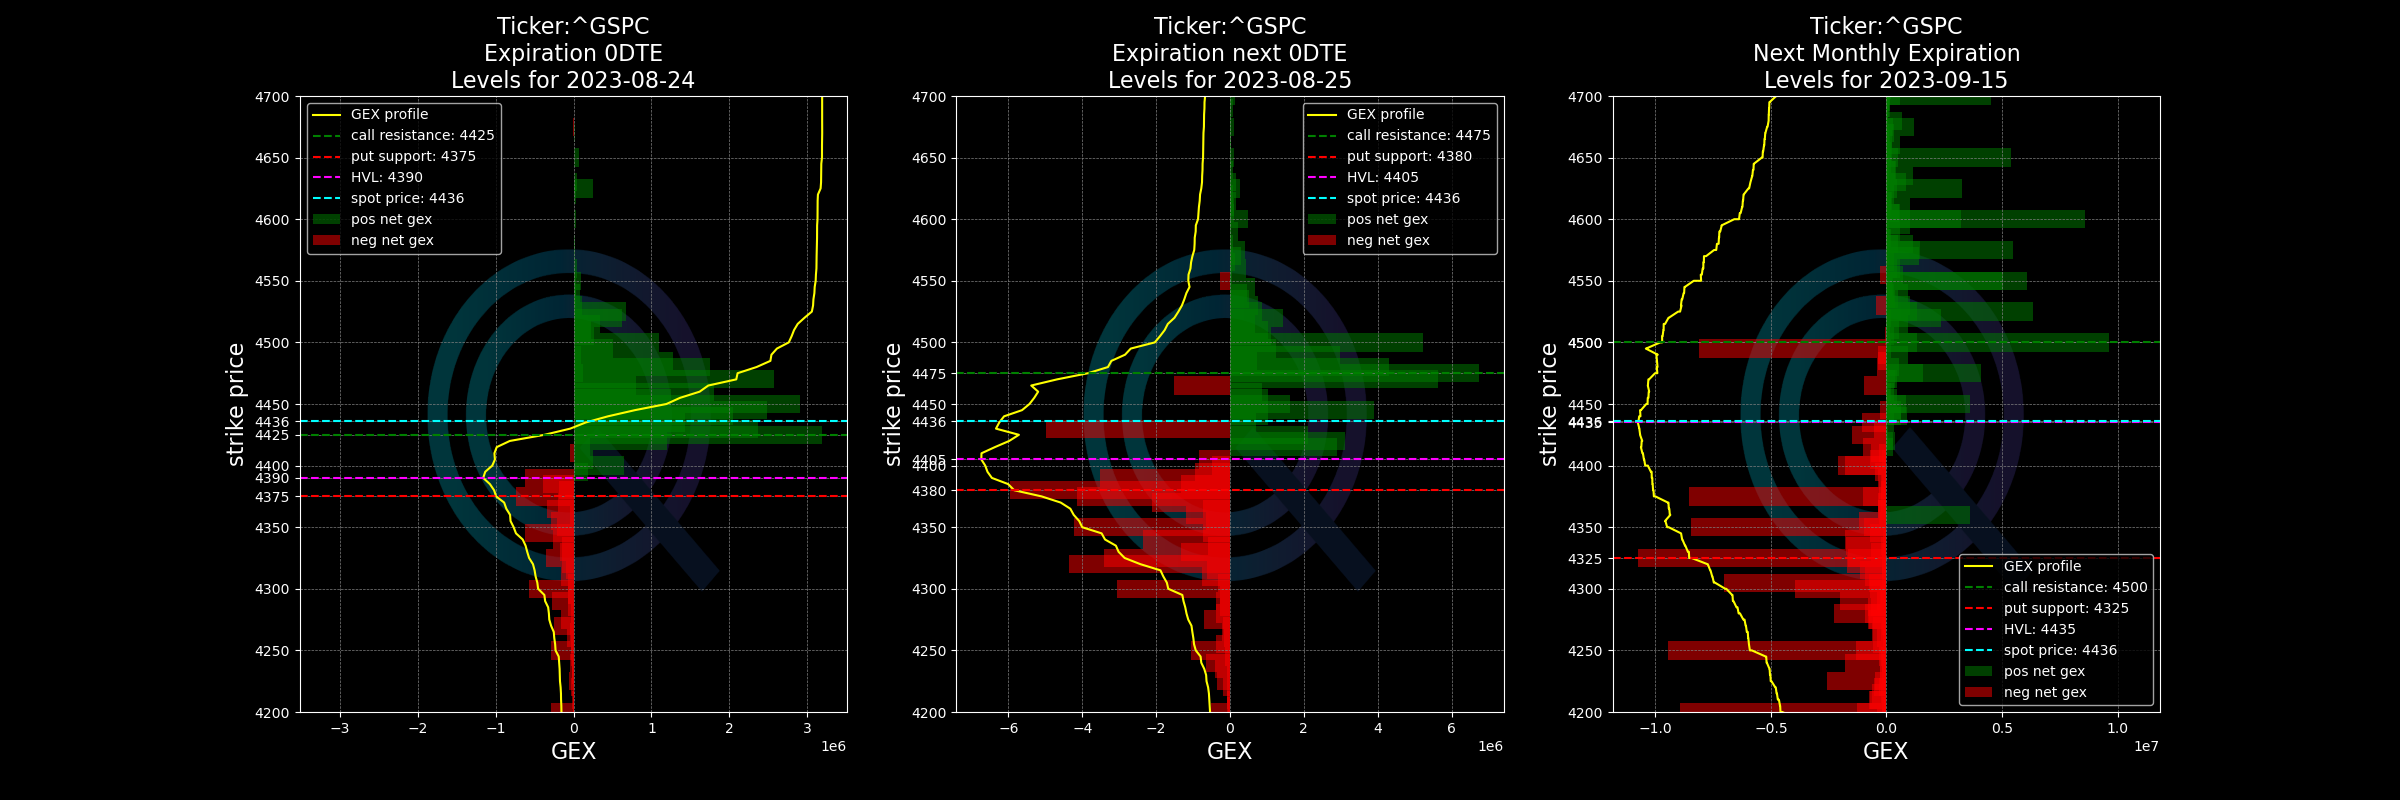 Ticker:^GSPC
Expiration 0DTE
Levels for 2023-08-24
GEX profile
call resistance: 4425
put support: 4375
HVL: 4390
spot price: 4436
pos net gex
neg net gex
strike price
4700
4650
4600
4550
4500
4450
4436
4425
4400
4390
4375
4350
4300
4250
4200
−3 −2 −1 0 1 2 3
1e6
GEX
Ticker:^GSPC
Expiration next 0DTE
Levels for 2023-08-25
GEX profile
call resistance: 4475
put support: 4380
HVL: 4405
spot price: 4436
pos net gex
neg net gex
strike price
4700
4650
4600
4550
4500
4475
4450
4436
4405
4400
4380
4350
4300
4250
4200
−6 −4 −2 0 2 4 6
1e6
GEX
Ticker:^GSPC
Next Monthly Expiration
Levels for 2023-09-15
strike price
4700
4650
4600
4550
4500
4450
4436
4435
4400
4350
4325
4300
4250
4200
GEX profile
call resistance: 4500
put support: 4325
HVL: 4435
spot price: 4436
pos net gex
neg net gex
−1.0 −0.5 0.0 0.5 1.0
1e7
GEX